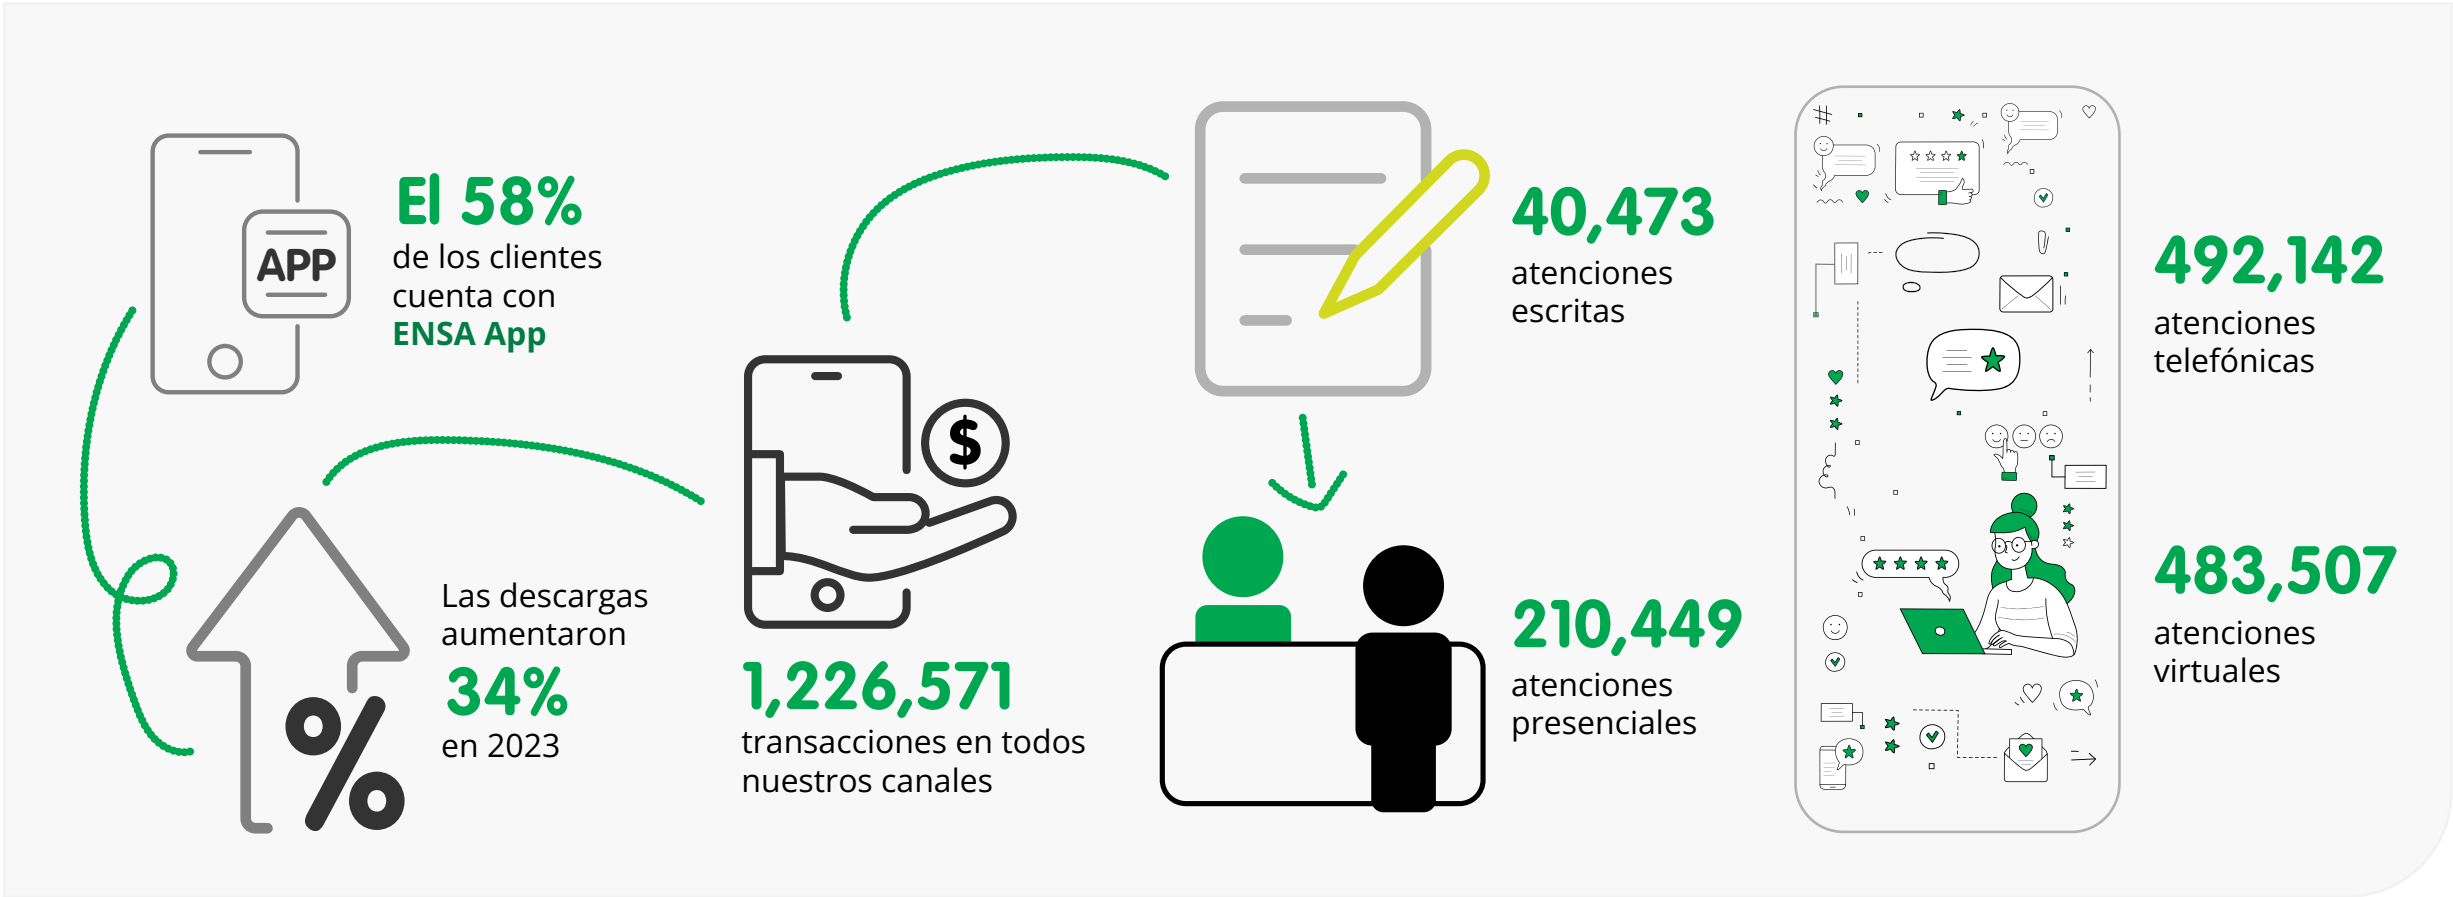 El 58%
de los clientes
cuenta con
ENSA App
APP
Las descargas
aumentaron
34%
en 2023
%
$
1,226,571
transacciones en todos
nuestros canales
40,473
atenciones
escritas
210,449
atenciones
presenciales
#
492,142
atenciones
telefónicas
483,507
atenciones
virtuales